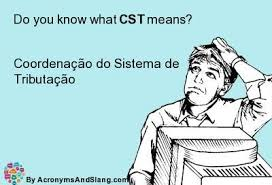 Do you know what CST means?
Coordenação do Sistema de
Tributação
By AcronymsAndSlang.com